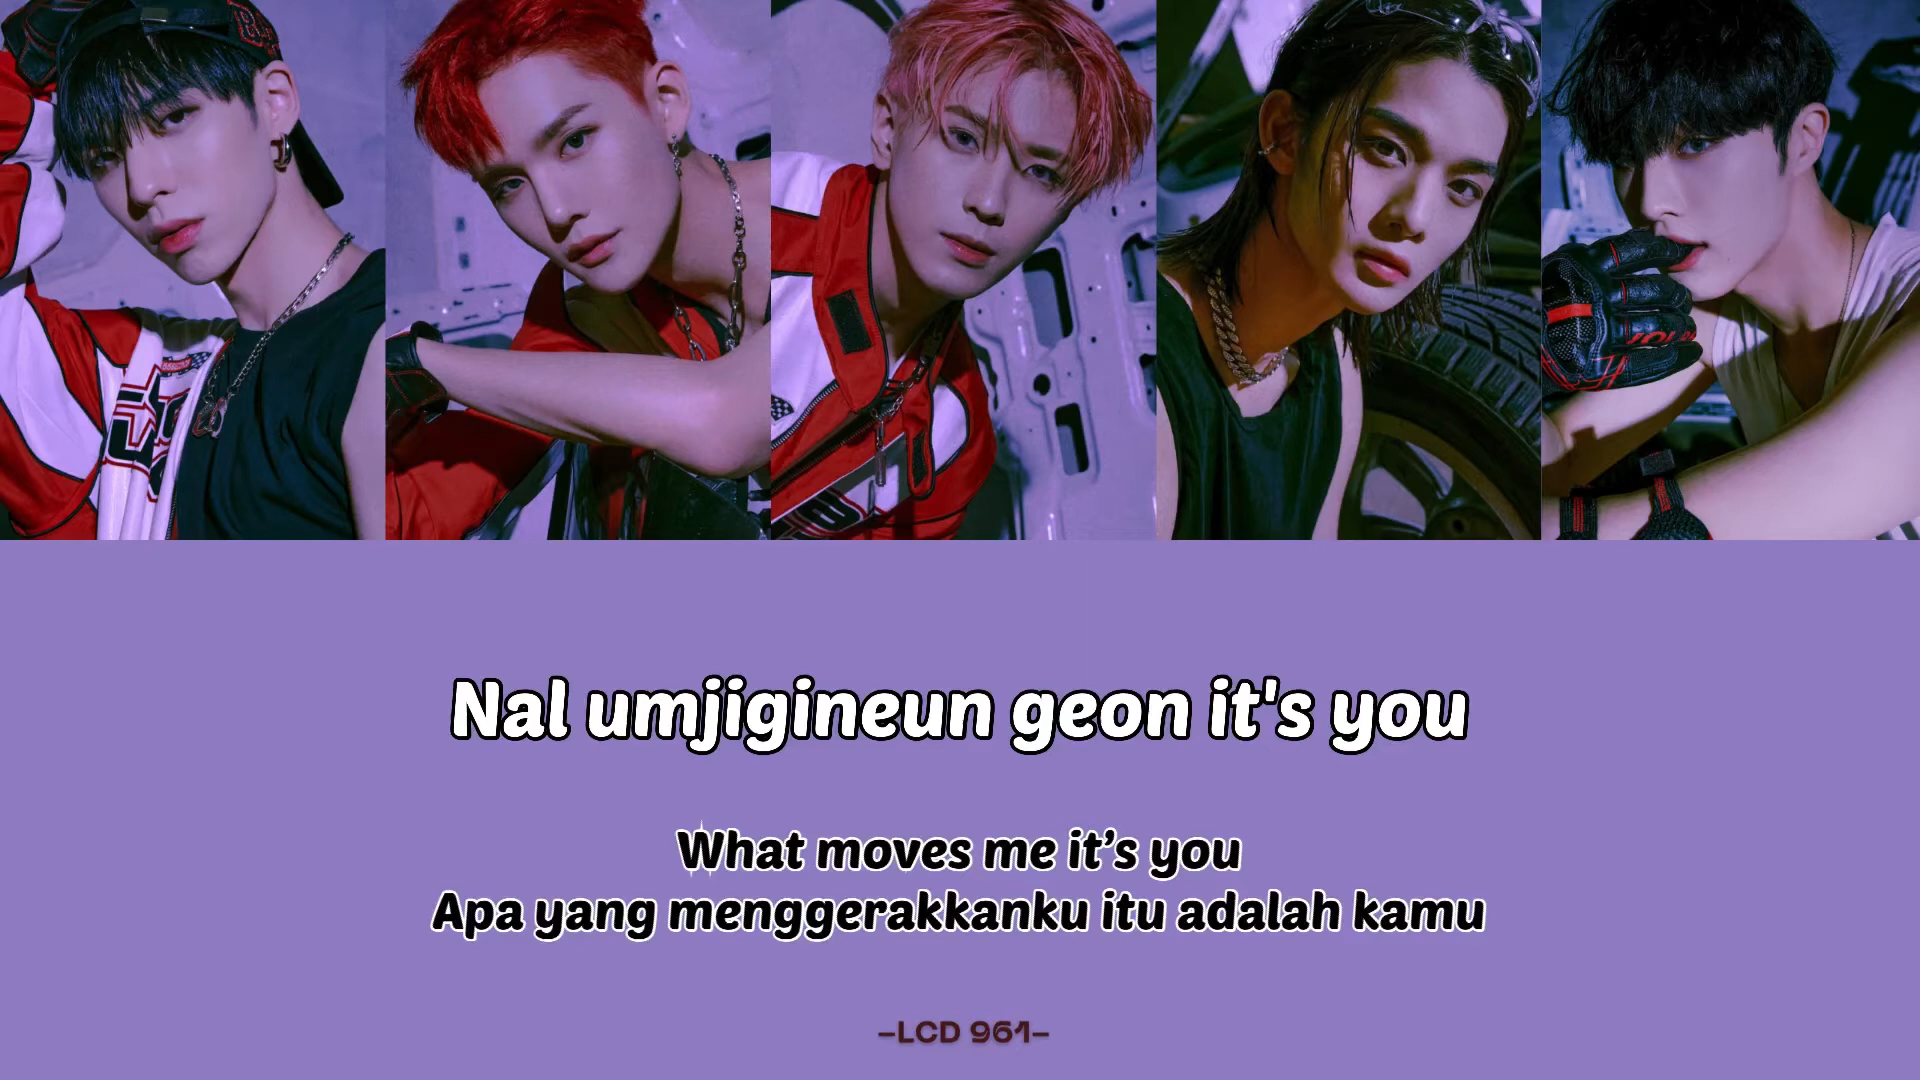 Nal umjigineun geon it's you
What moves me it’s you
Apa yang menggerakkanku itu adalah kamu
–LCD 961–